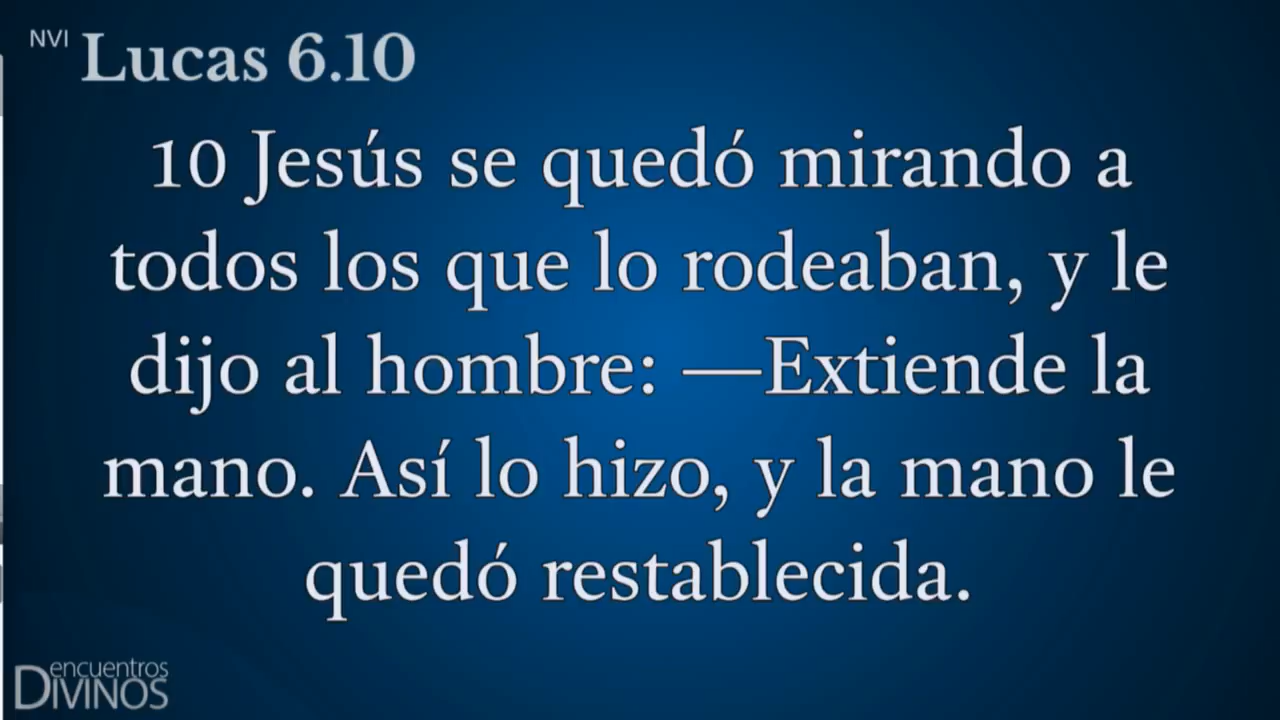 NVI Lucas 6.10
10 Jesús se quedó mirando a
todos los que lo rodeaban, y le
dijo al hombre: —Extiende la
mano. Así lo hizo, y la mano le
quedó restablecida.
encuentros
DIVINOS